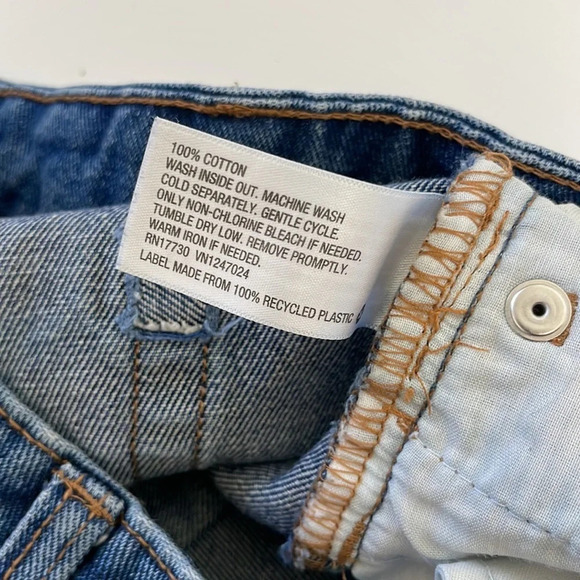 100% COTTON
WASH INSIDE OUT. MACHINE WASH
COLD SEPARATELY. GENTLE CYCLE.
ONLY NON-CHLORINE BLEACH IF NEEDED.
TUMBLE DRY LOW. REMOVE PROMPTLY.
WARM IRON IF NEEDED.
RN17730 VN1247024
LABEL MADE FROM 100% RECYCLED PLASTIC